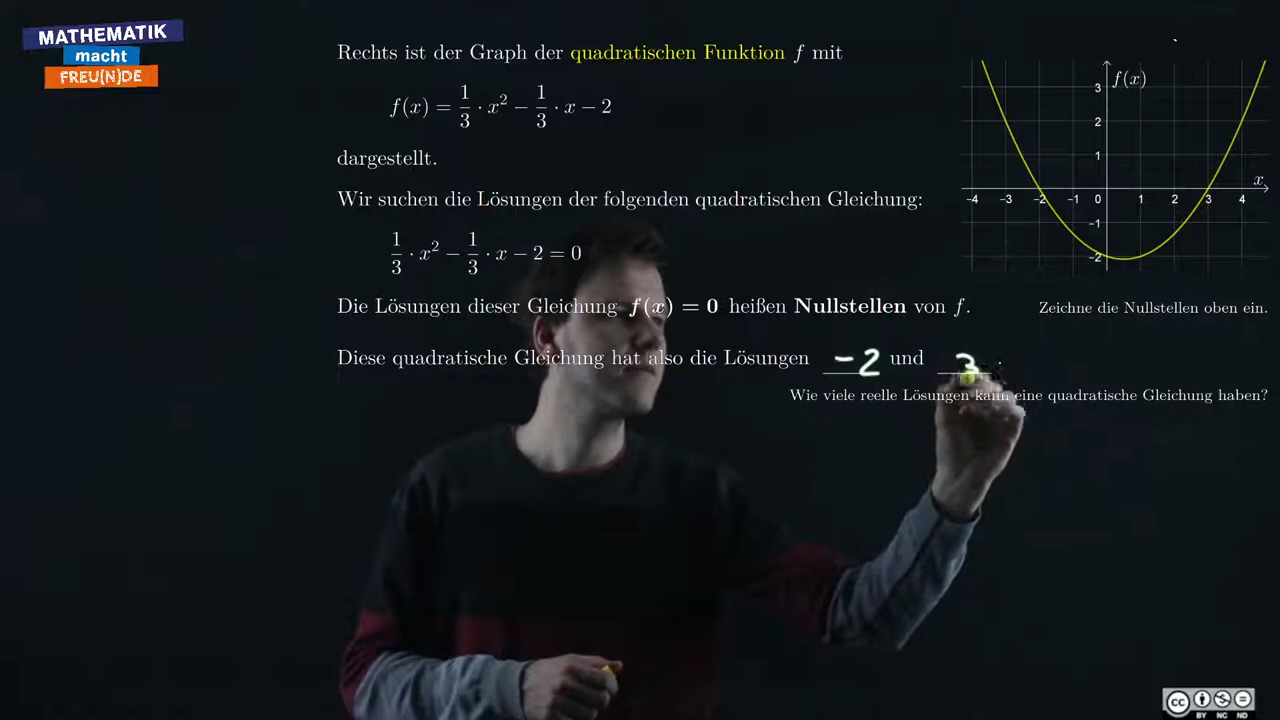 MATHEMATIK
macht
FREU(N)DE
Rechts ist der Graph der quadratischen Funktion f mit
f(x) = 1/3 · x² − 1/3 · x − 2
dargestellt.
Wir suchen die Lösungen der folgenden quadratischen Gleichung:
1/3 · x² − 1/3 · x − 2 = 0
Die Lösungen dieser Gleichung f(x) = 0 heißen Nullstellen von f.
Diese quadratische Gleichung hat also die Lösungen −2 und 3.
Wie viele reelle Lösungen kann eine quadratische Gleichung haben?
f(x)
3
2
1
x
−4 −3 −2 −1 0 1 2 3 4
−1
−2
Zeichne die Nullstellen oben ein.
cc
BY NC ND